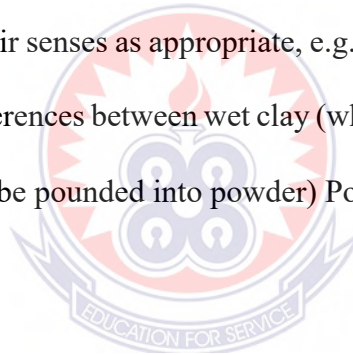 ir senses as appropriate, e.g.
erences between wet clay (wh
be pounded into powder) Po
EDUCATION FOR SERVICE